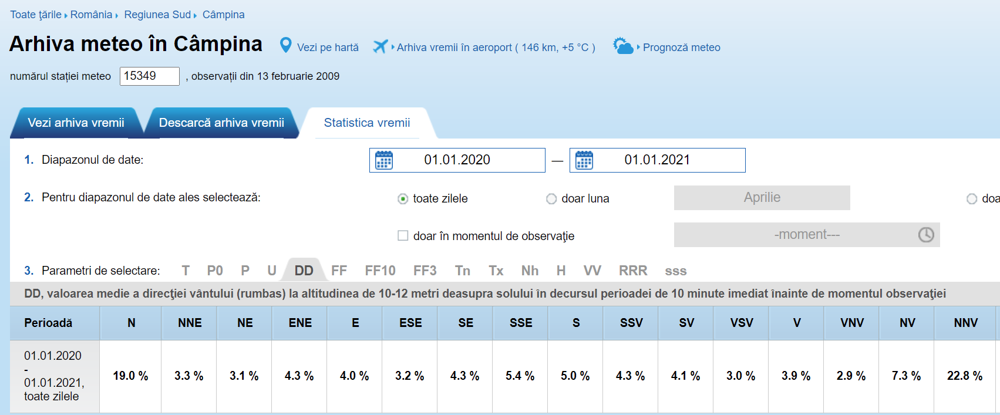 Toate ţările România Regiunea Sud Câmpina
Arhiva meteo în Câmpina Vezi pe hartă Arhiva vremii în aeroport ( 146 km, +5 °C ) Prognoză meteo
numărul stației meteo 15349 , observații din 13 februarie 2009
Vezi arhiva vremii Descarcă arhiva vremii Statistica vremii
1. Diapazonul de date: 01.01.2020 — 01.01.2021
2. Pentru diapazonul de date ales selectează: toate zilele doar luna Aprilie doa
doar în momentul de observaţie -moment---
3. Parametri de selectare: T P0 P U DD FF FF10 FF3 Tn Tx Nh H VV RRR sss
DD, valoarea medie a direcţiei vântului (rumbas) la altitudinea de 10-12 metri deasupra solului în decursul perioadei de 10 minute imediat înainte de momentul observaţiei
Perioadă N NNE NE ENE E ESE SE SSE S SSV SV VSV V VNV NV NNV
01.01.2020
-
01.01.2021,
toate zilele
19.0 % 3.3 % 3.1 % 4.3 % 4.0 % 3.2 % 4.3 % 5.4 % 5.0 % 4.3 % 4.1 % 3.0 % 3.9 % 2.9 % 7.3 % 22.8 %